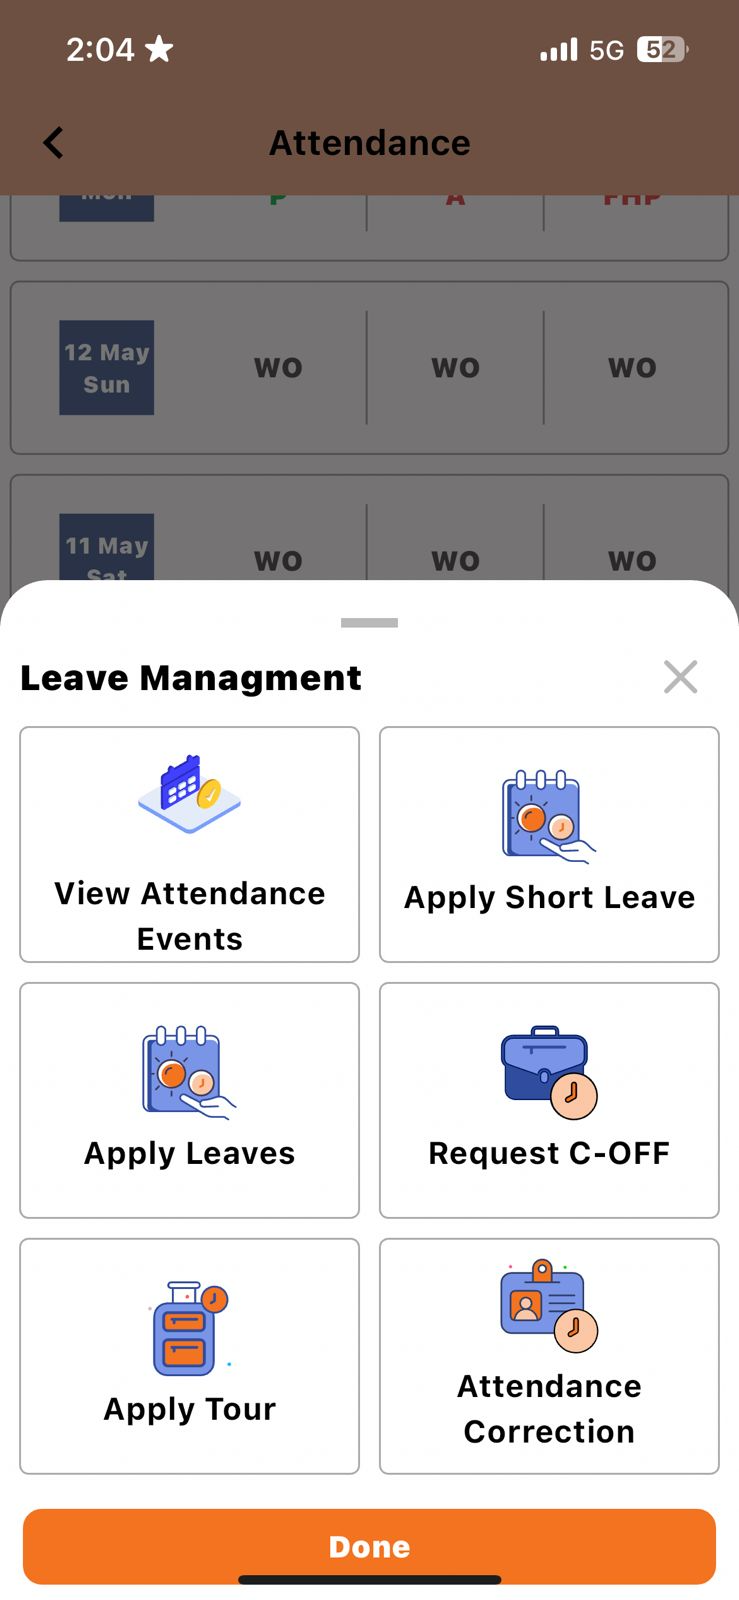 2:04
5G 52
Attendance
Mon P A FHP
12 May
Sun
WO WO WO
11 May
Sat
WO WO WO
Leave Managment
View Attendance
Events
Apply Short Leave
Apply Leaves
Request C-OFF
Apply Tour
Attendance
Correction
Done